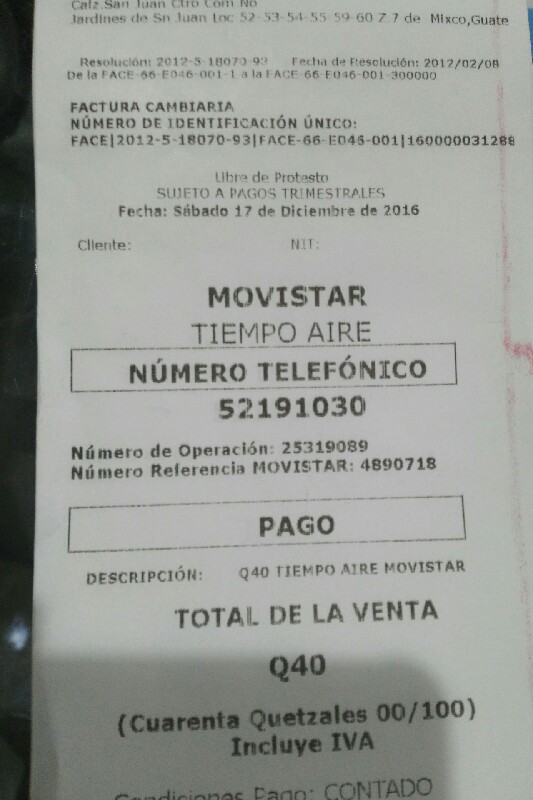 Calz.San Juan Ctro Com No
Jardines de Sn Juan Loc 52-53-54-55-59-60 Z.7 de Mixco,Guate
Resolución: 2012-5-18070-93 Fecha de Resolución: 2012/02/08
De la FACE-66-E046-001-1 a la FACE-66-E046-001-300000
FACTURA CAMBIARIA
NÚMERO DE IDENTIFICACIÓN ÚNICO:
FACE|2012-5-18070-93|FACE-66-E046-001|160000031288
Libre de Protesto
SUJETO A PAGOS TRIMESTRALES
Fecha: Sábado 17 de Diciembre de 2016
Cliente: NIT:
MOVISTAR
TIEMPO AIRE
NÚMERO TELEFÓNICO
52191030
Número de Operación: 25319089
Número Referencia MOVISTAR: 4890718
PAGO
DESCRIPCIÓN: Q40 TIEMPO AIRE MOVISTAR
TOTAL DE LA VENTA
Q40
(Cuarenta Quetzales 00/100)
Incluye IVA
Condiciones Pago: CONTADO